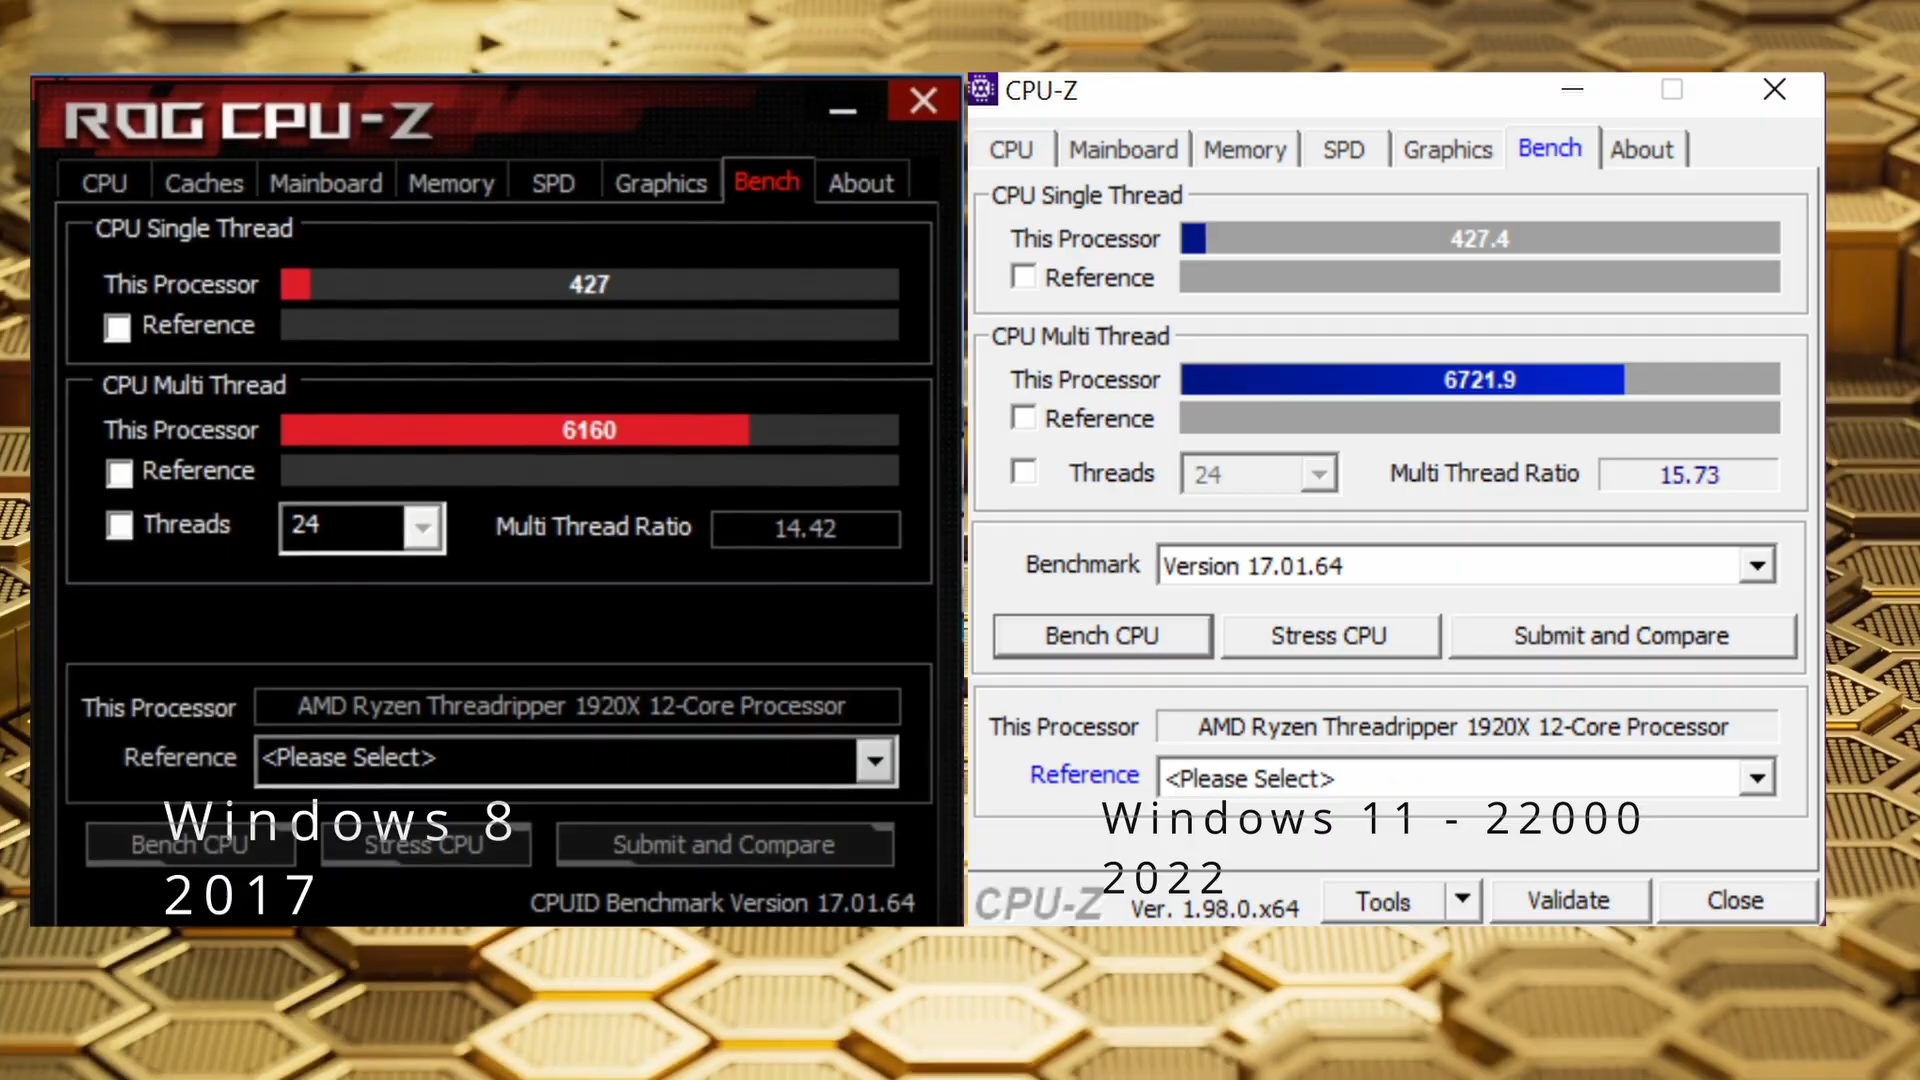 ROG CPU-Z
CPU Caches Mainboard Memory SPD Graphics Bench About
CPU Single Thread
This Processor 427
Reference
CPU Multi Thread
This Processor 6160
Reference
Threads 24 Multi Thread Ratio 14.42
This Processor AMD Ryzen Threadripper 1920X 12-Core Processor
Reference <Please Select>
Windows 8
Bench CPU Stress CPU Submit and Compare
2017
CPUID Benchmark Version 17.01.64
CPU-Z
CPU Mainboard Memory SPD Graphics Bench About
CPU Single Thread
This Processor 427.4
Reference
CPU Multi Thread
This Processor 6721.9
Reference
Threads 24 Multi Thread Ratio 15.73
Benchmark Version 17.01.64
Bench CPU Stress CPU Submit and Compare
This Processor AMD Ryzen Threadripper 1920X 12-Core Processor
Reference <Please Select>
Windows 11 - 22000
2022
CPU-Z Ver. 1.98.0.x64 Tools Validate Close